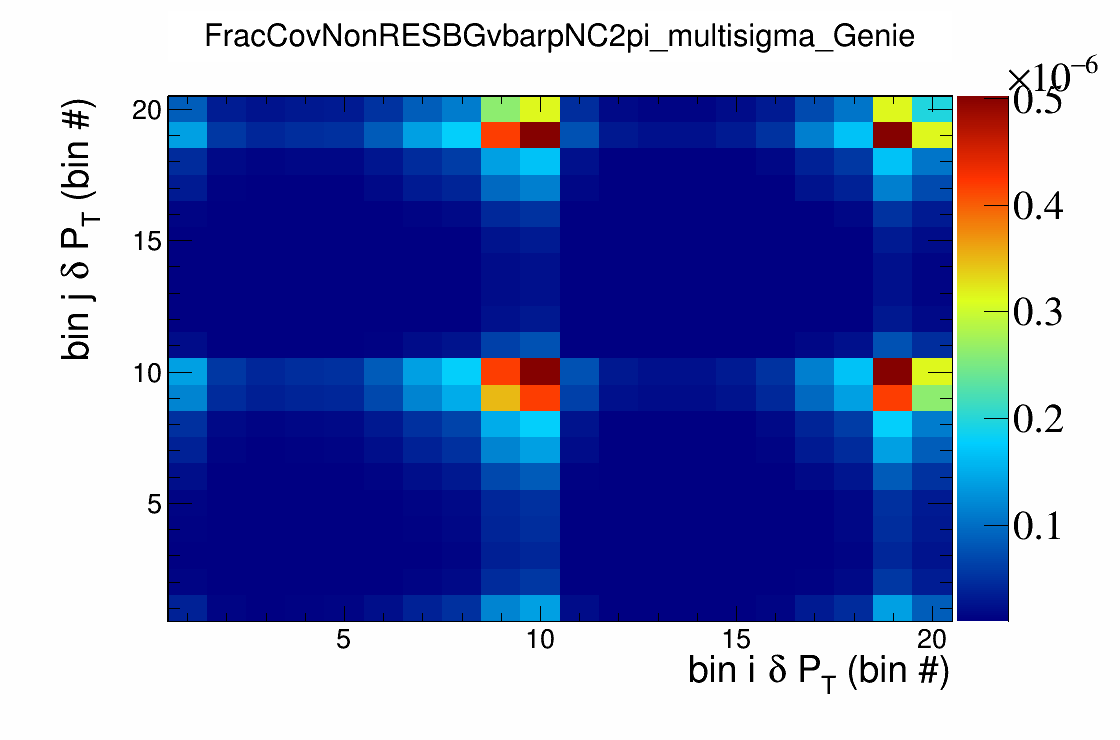 FracCovNonRESBGvbarpNC2pi_multisigma_Genie
×10⁻⁶
0.5
0.4
0.3
0.2
0.1
20
15
10
5
bin j δ P_T (bin #)
5 10 15 20
bin i δ P_T (bin #)